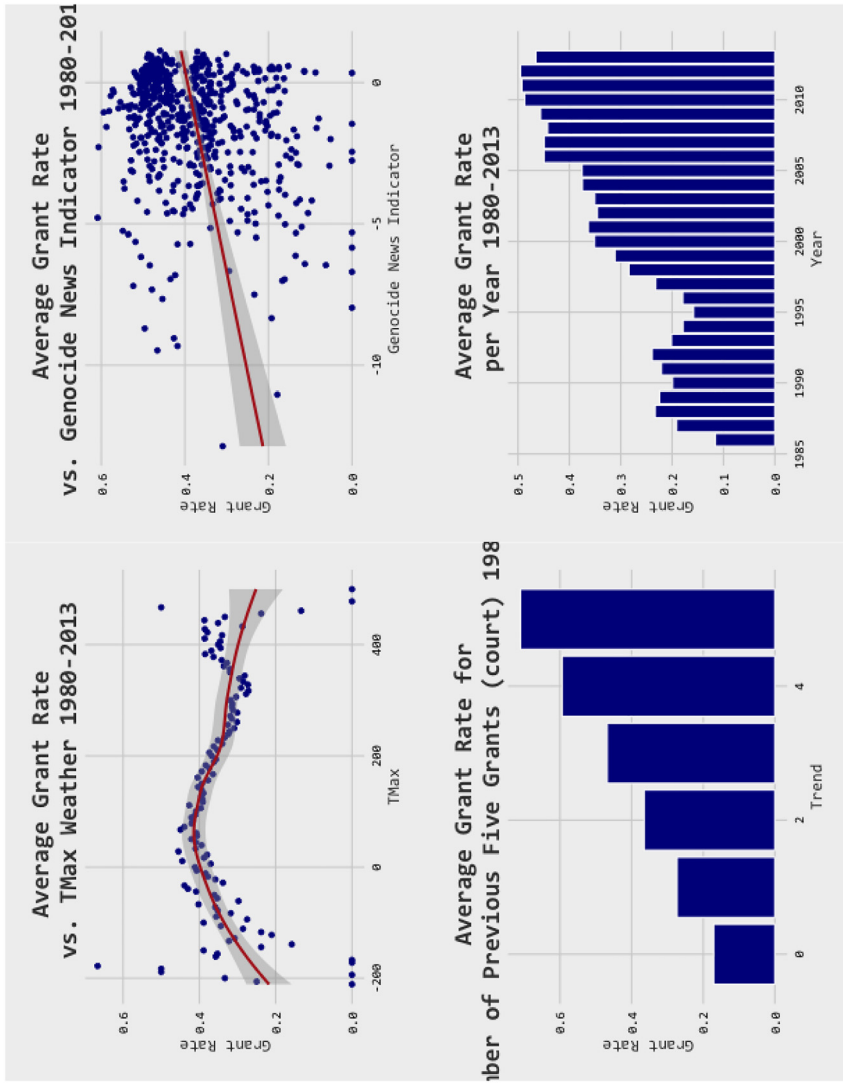 Average Grant Rate
vs. TMax Weather 1980-2013
Grant Rate
0.6
0.4
0.2
0.0
-200
0
200
400
TMax
Average Grant Rate
vs. Genocide News Indicator 1980-201
Grant Rate
0.6
0.4
0.2
0.0
-10
-5
0
Genocide News Indicator
Average Grant Rate for
mber of Previous Five Grants (court) 198
Grant Rate
0.6
0.4
0.2
0.0
0
2
4
Trend
Average Grant Rate
per Year 1980-2013
Grant Rate
0.5
0.4
0.3
0.2
0.1
0.0
1985
1990
1995
2000
2005
2010
Year